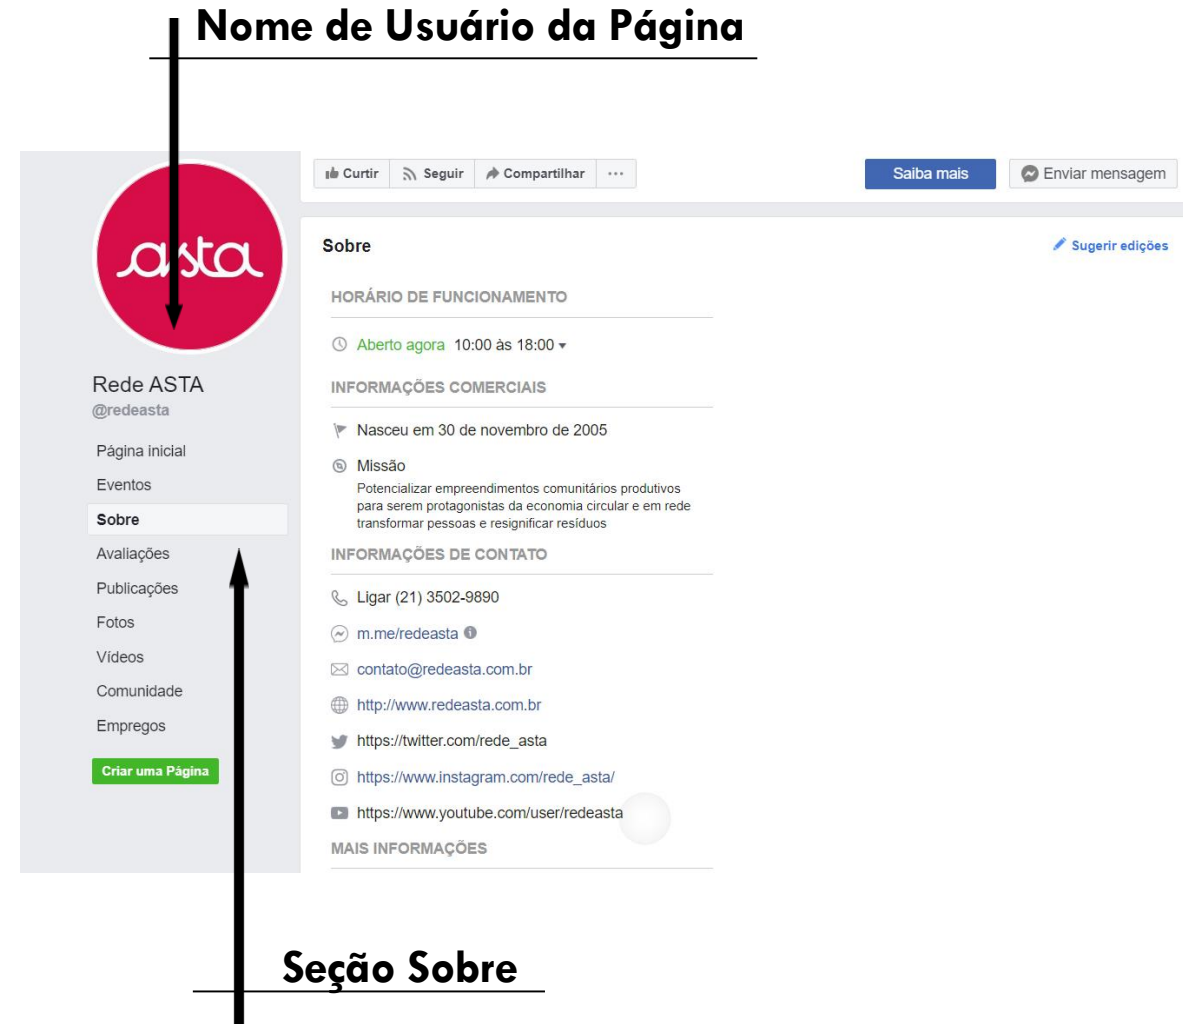 Nome de Usuário da Página
Curtir Seguir Compartilhar ...
Saiba mais Enviar mensagem
asta
Rede ASTA
@redeasta
Página inicial
Eventos
Sobre
Avaliações
Publicações
Fotos
Vídeos
Comunidade
Empregos
Criar uma Página
Sobre
Sugerir edições
HORÁRIO DE FUNCIONAMENTO
Aberto agora 10:00 às 18:00
INFORMAÇÕES COMERCIAIS
Nasceu em 30 de novembro de 2005
Missão
Potencializar empreendimentos comunitários produtivos
para serem protagonistas da economia circular e em rede
transformar pessoas e resignificar resíduos
INFORMAÇÕES DE CONTATO
Ligar (21) 3502-9890
m.me/redeasta
contato@redeasta.com.br
http://www.redeasta.com.br
https://twitter.com/rede_asta
https://www.instagram.com/rede_asta/
https://www.youtube.com/user/redeasta
MAIS INFORMAÇÕES
Seção Sobre